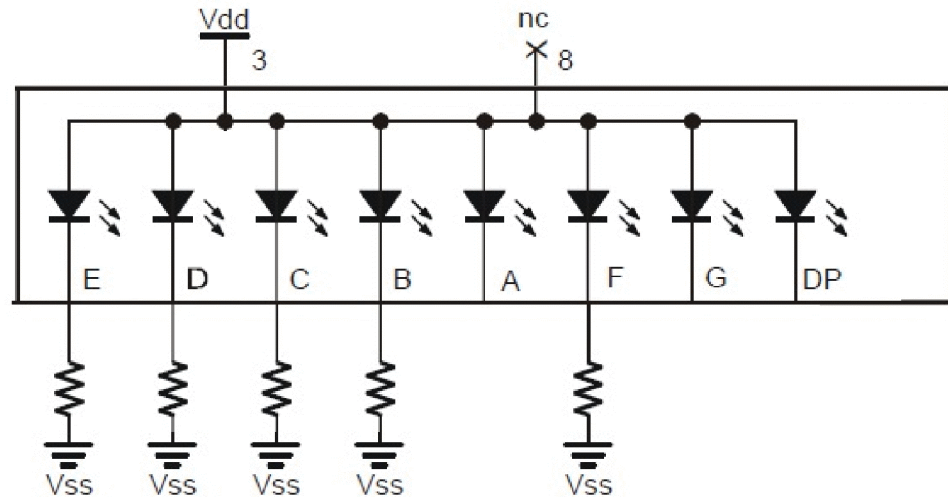 Vdd nc
3 8
E D C B A F G DP
Vss Vss Vss Vss Vss